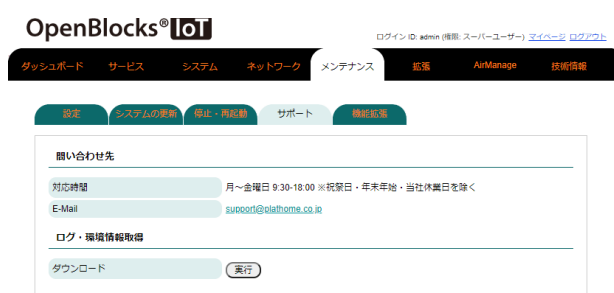 OpenBlocks® IoT
ログイン ID: admin (権限: スーパーユーザー) マイページ ログアウト
ダッシュボード サービス システム ネットワーク メンテナンス 拡張 AirManage 技術情報
設定 システムの更新 停止・再起動 サポート 機能拡張
問い合わせ先
対応時間 月～金曜日 9:30-18:00 ※祝祭日・年末年始・当社休業日を除く
E-Mail support@plathome.co.jp
ログ・環境情報取得
ダウンロード 実行